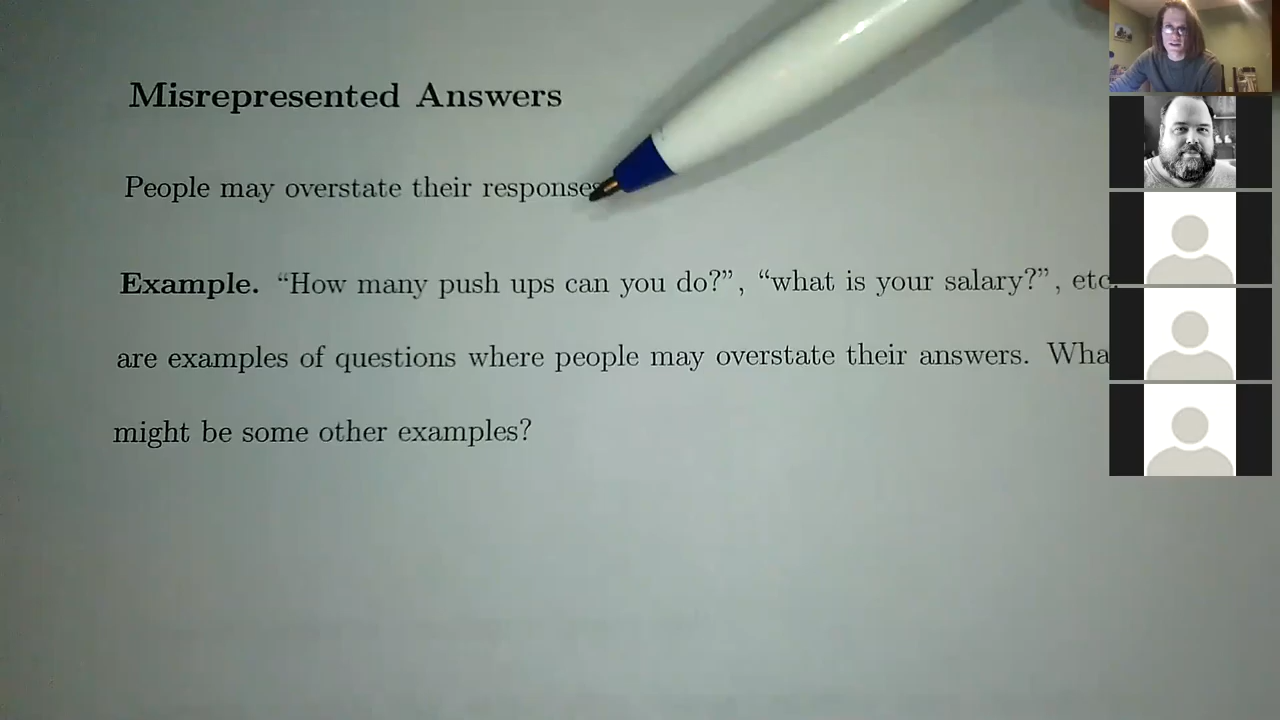 Misrepresented Answers
People may overstate their responses
Example. “How many push ups can you do?”, “what is your salary?”, etc.
are examples of questions where people may overstate their answers. Wha
might be some other examples?